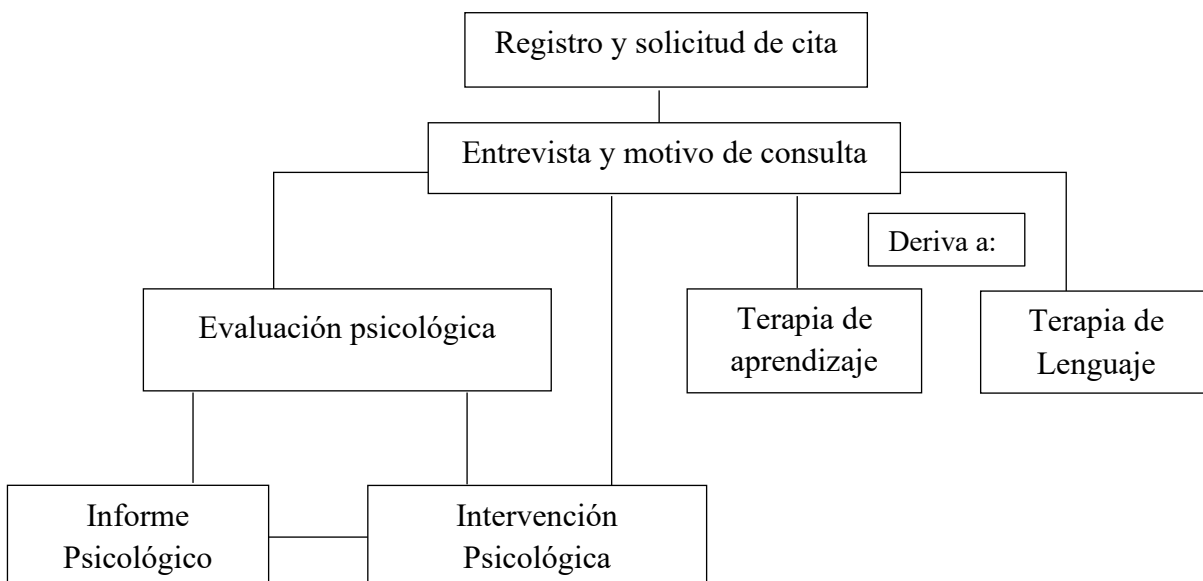 Registro y solicitud de cita
Entrevista y motivo de consulta
Deriva a:
Evaluación psicológica
Terapia de
aprendizaje
Terapia de
Lenguaje
Informe
Psicológico
Intervención
Psicológica